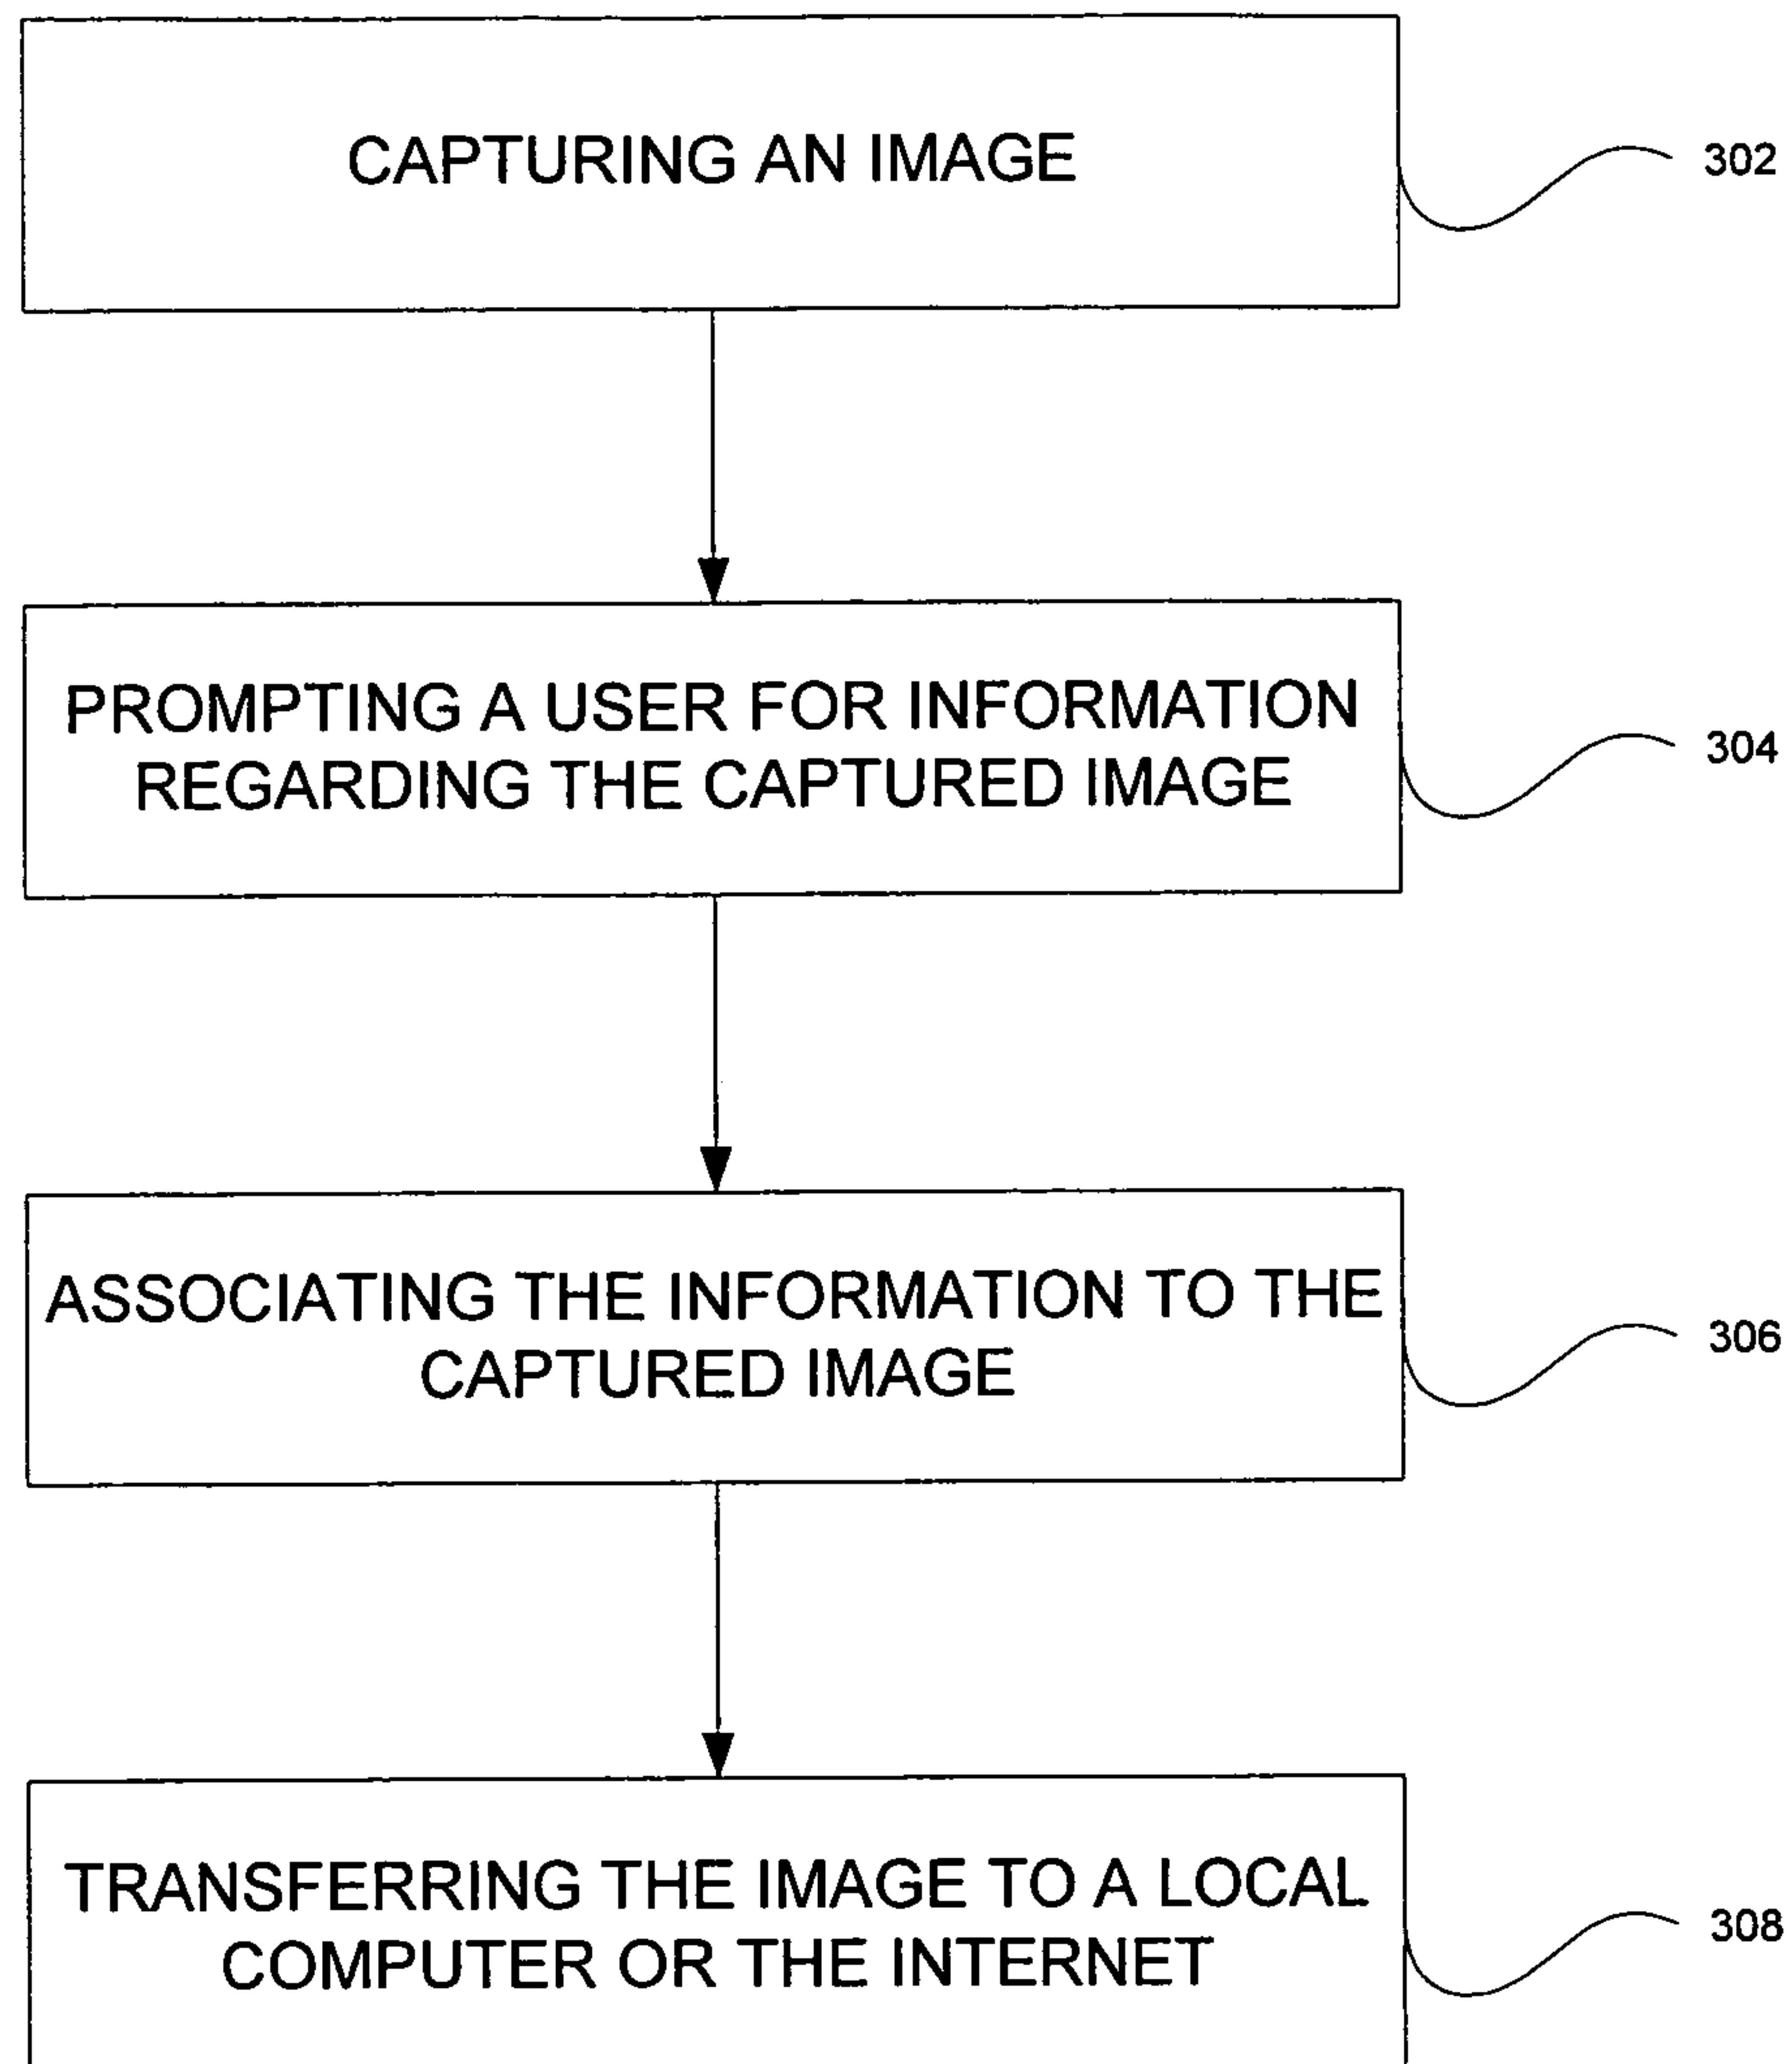 CAPTURING AN IMAGE
302
PROMPTING A USER FOR INFORMATION
REGARDING THE CAPTURED IMAGE
304
ASSOCIATING THE INFORMATION TO THE
CAPTURED IMAGE
306
TRANSFERRING THE IMAGE TO A LOCAL
COMPUTER OR THE INTERNET
308